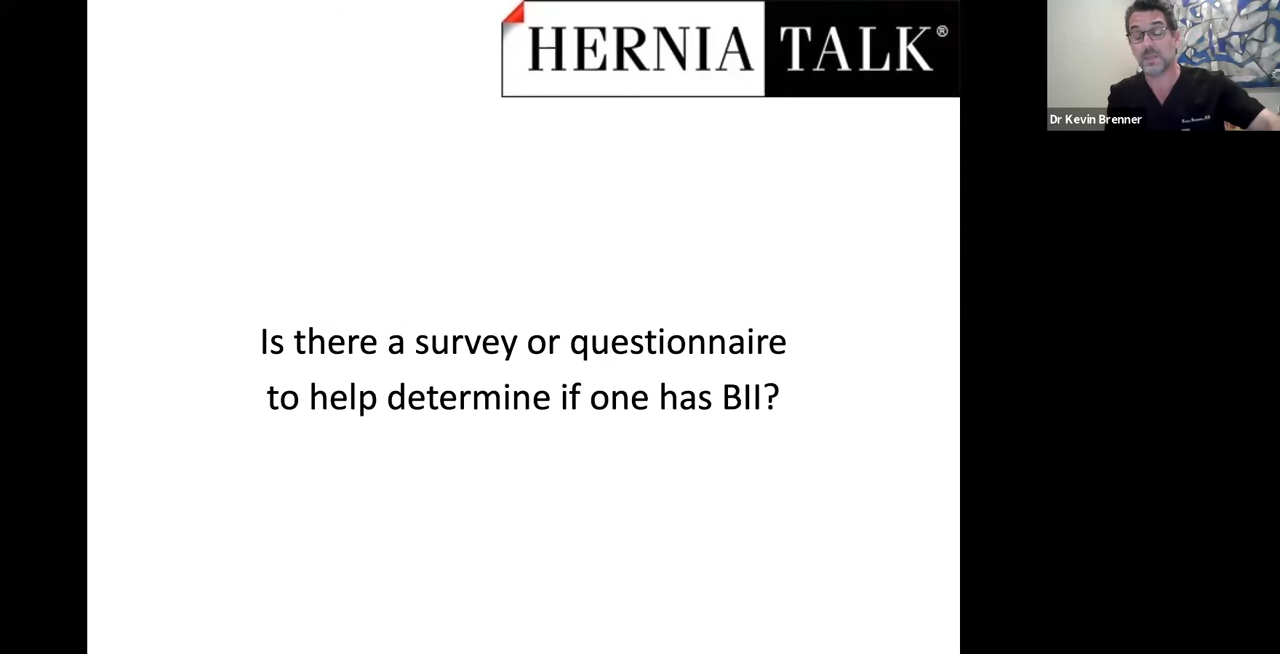 HERNIA TALK®
Dr Kevin Brenner
Is there a survey or questionnaire
to help determine if one has BII?